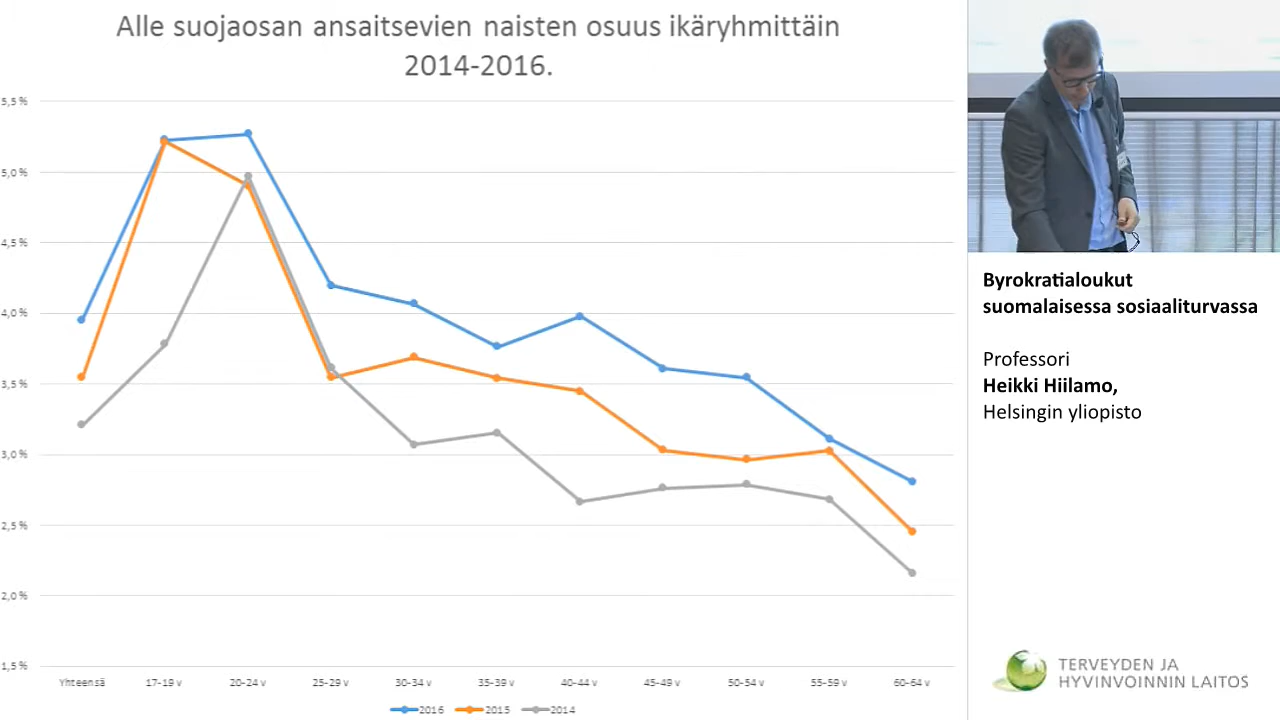 Alle suojaosan ansaitsevien naisten osuus ikäryhmittäin
2014-2016.
5,5 %
5,0 %
4,5 %
4,0 %
3,5 %
3,0 %
2,5 %
2,0 %
1,5 %
Yhteensä 17-19 v 20-24 v 25-29 v 30-34 v 35-39 v 40-44 v 45-49 v 50-54 v 55-59 v 60-64 v
2016 2015 2014
Byrokratialoukut
suomalaisessa sosiaaliturvassa
Professori
Heikki Hiilamo,
Helsingin yliopisto
TERVEYDEN JA
HYVINVOINNIN LAITOS